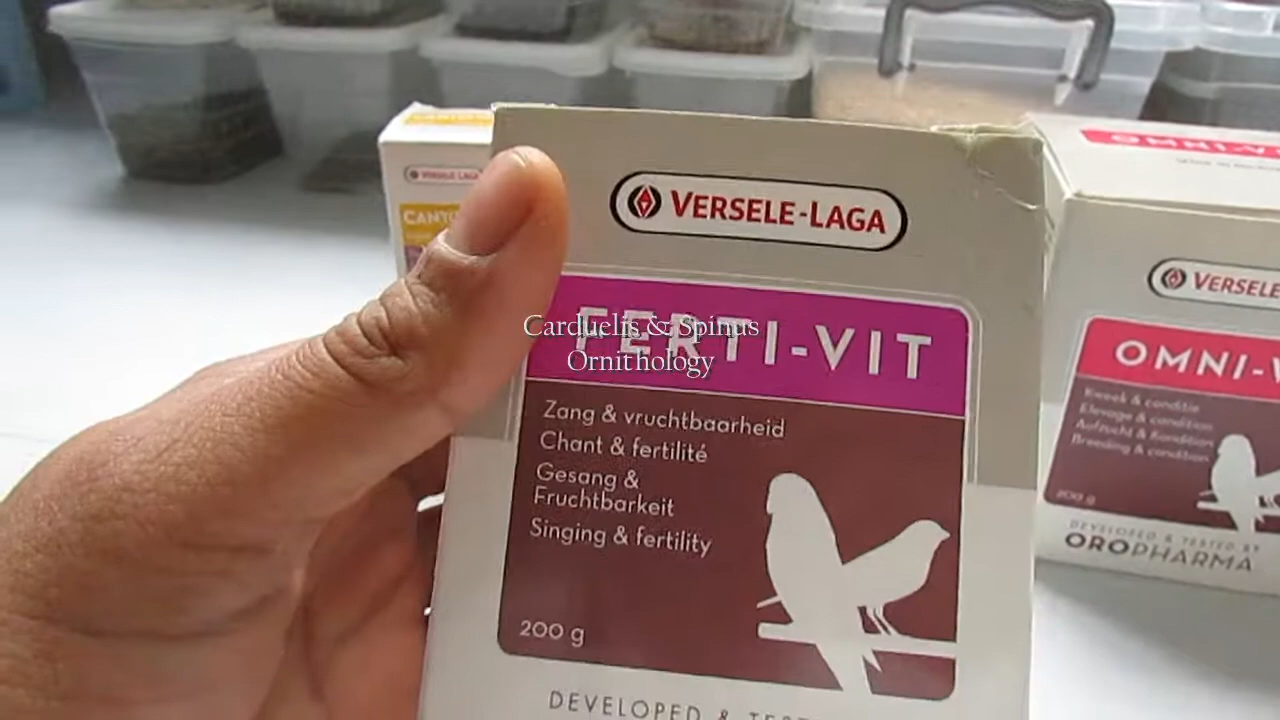 VERSELE-LAGA
FERTI-VIT
Carduelis & Spinus
Ornithology
Zang & vruchtbaarheid
Chant & fertilité
Gesang &
Fruchtbarkeit
Singing & fertility
200 g
DEVELOPED &
VERSELE LAGA
OMNI-
VERSELE
OMNI-
Kweek & conditie
Elevage & condition
Aufzucht & Kondition
Breeding & condition
200 g
DEVELOPED & TESTED BY
OROPHARMA